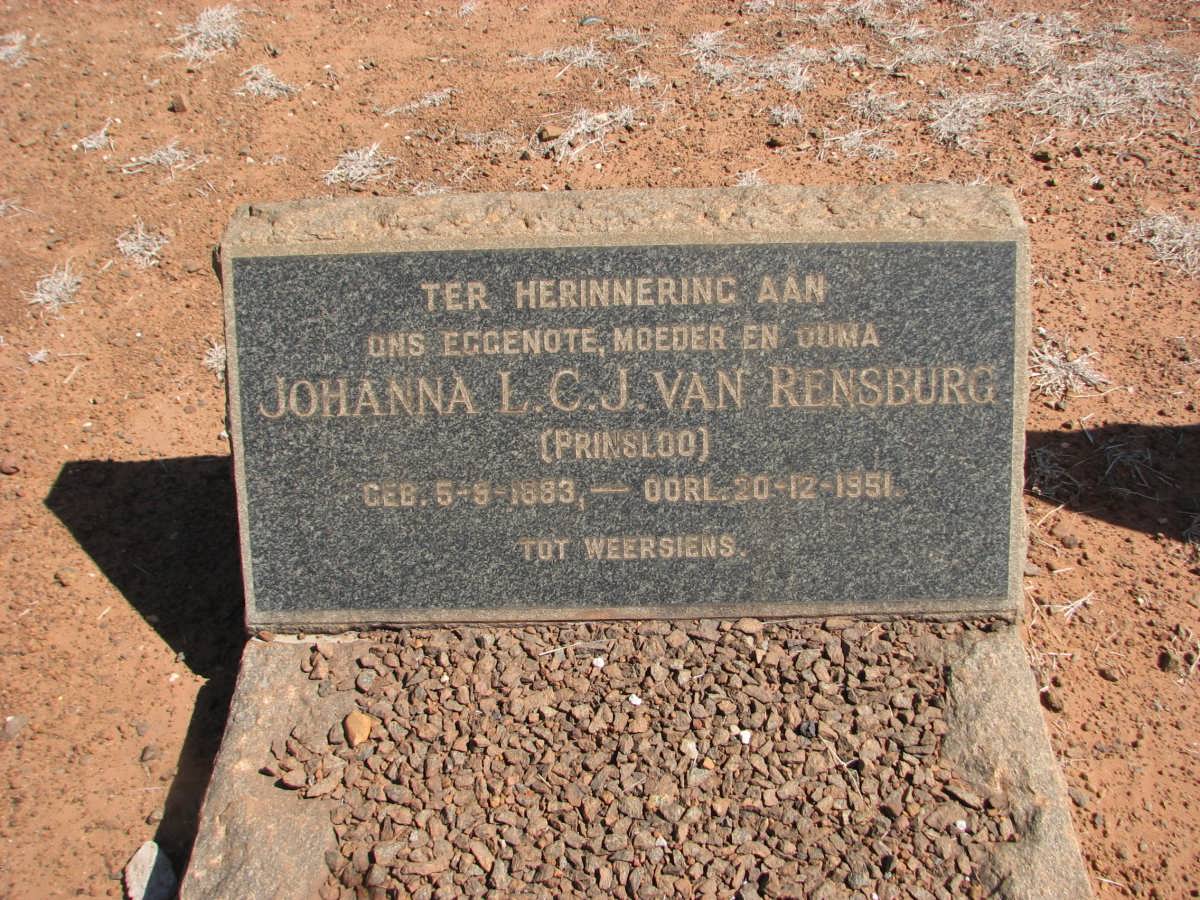 TER HERINNERING AAN
ONS EGGENOTE, MOEDER EN OUMA
JOHANNA L.C.J. VAN RENSBURG
(PRINSLOO)
GEB. 5-9-1883, — OORL. 20-12-1951.
TOT WEERSIENS.